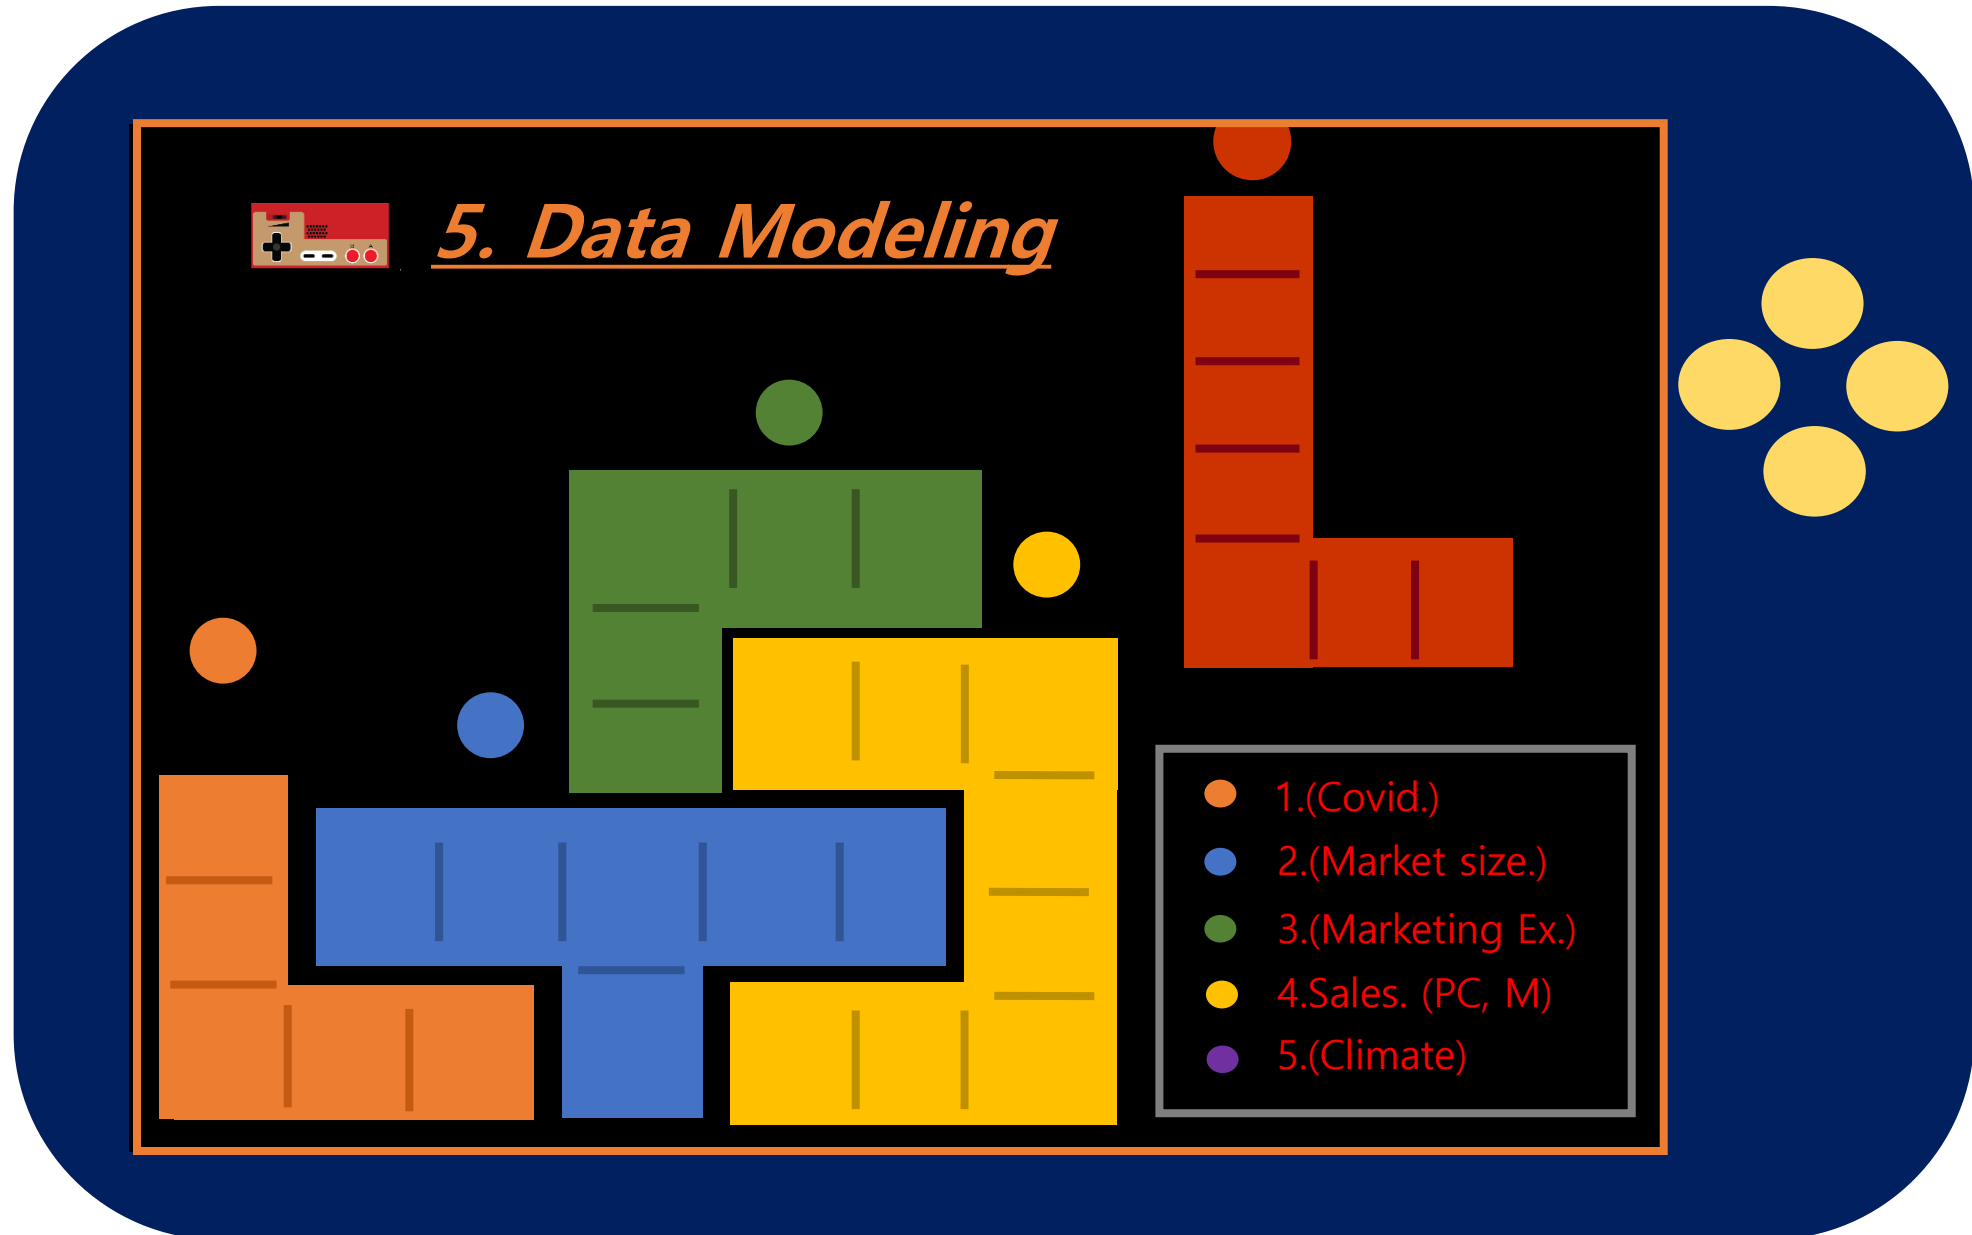 5. Data Modeling
1.(Covid.)
2.(Market size.)
3.(Marketing Ex.)
4.Sales. (PC, M)
5.(Climate)